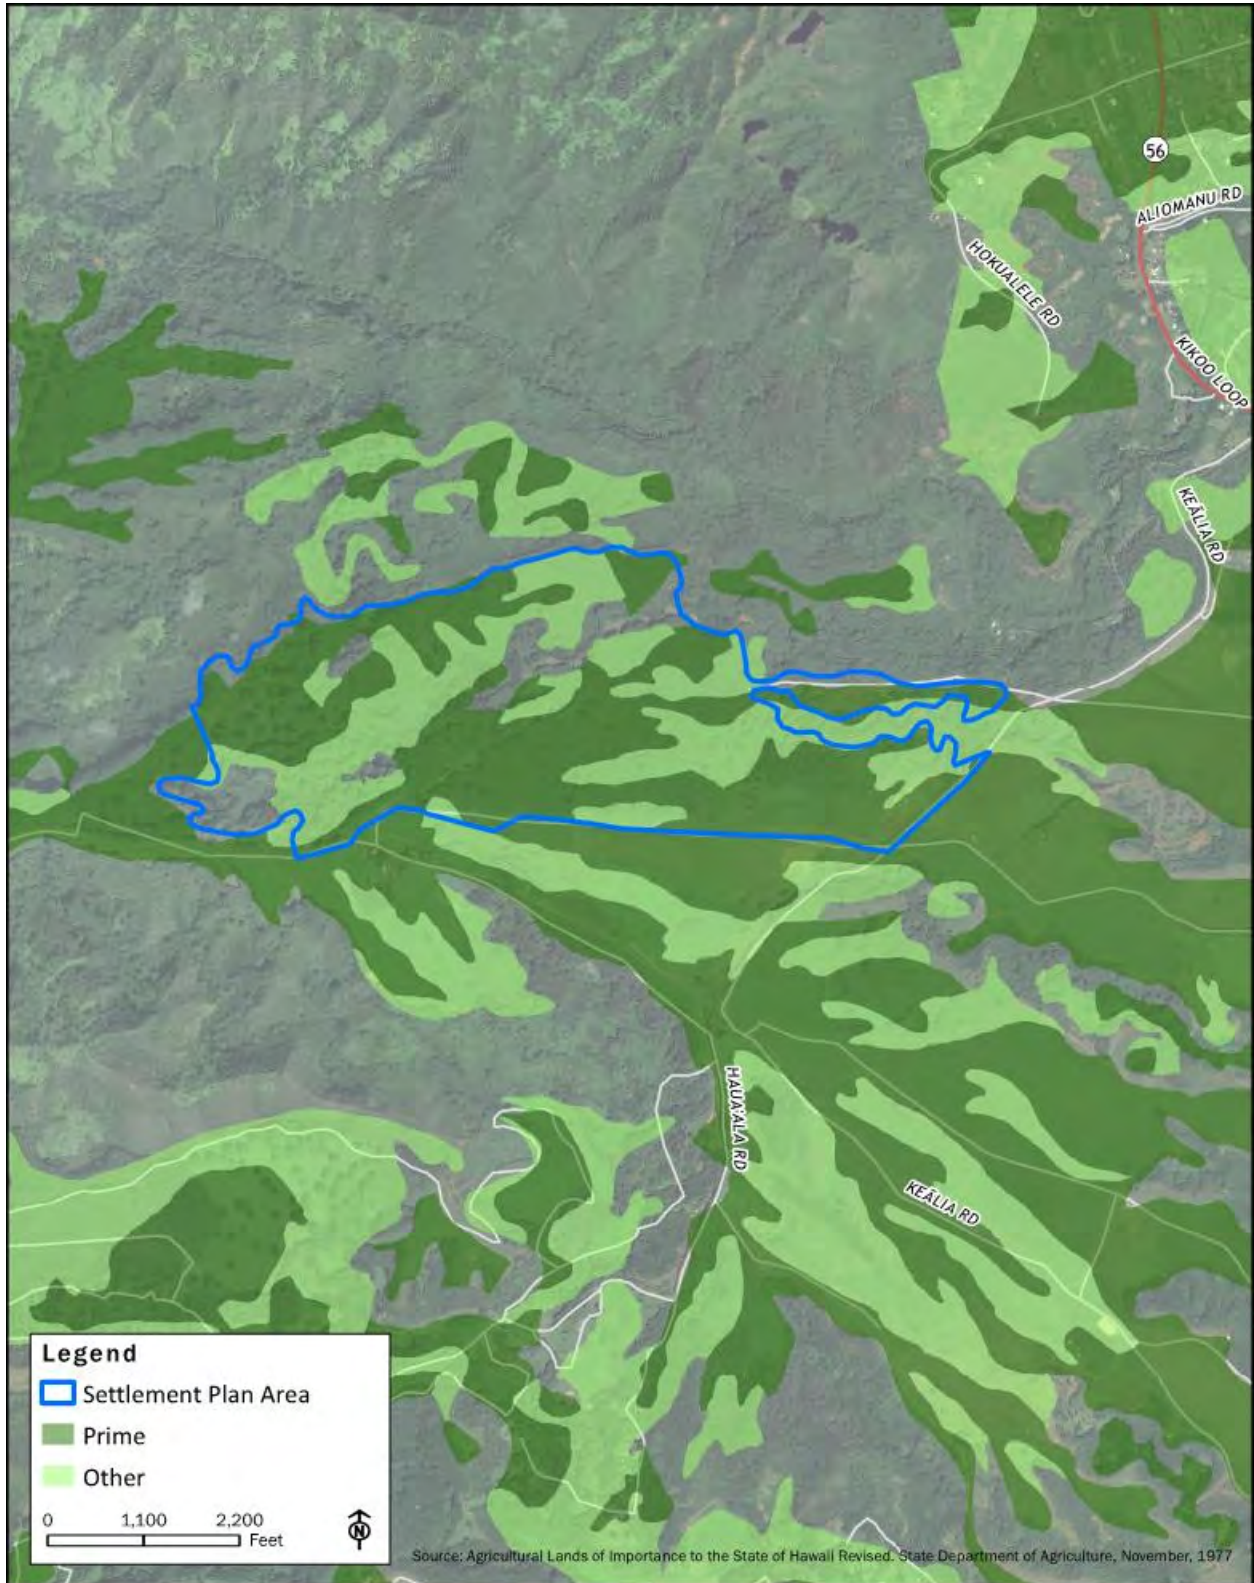 56
ALIOMANU RD
HOKUALELE RD
KIKOO LOOP
KEĀLIA RD
HAUA'ALA RD
KEĀLIA RD
Legend
Settlement Plan Area
Prime
Other
0 1,100 2,200
Feet
N
Source: Agricultural Lands of Importance to the State of Hawaii Revised. State Department of Agriculture, November, 1977